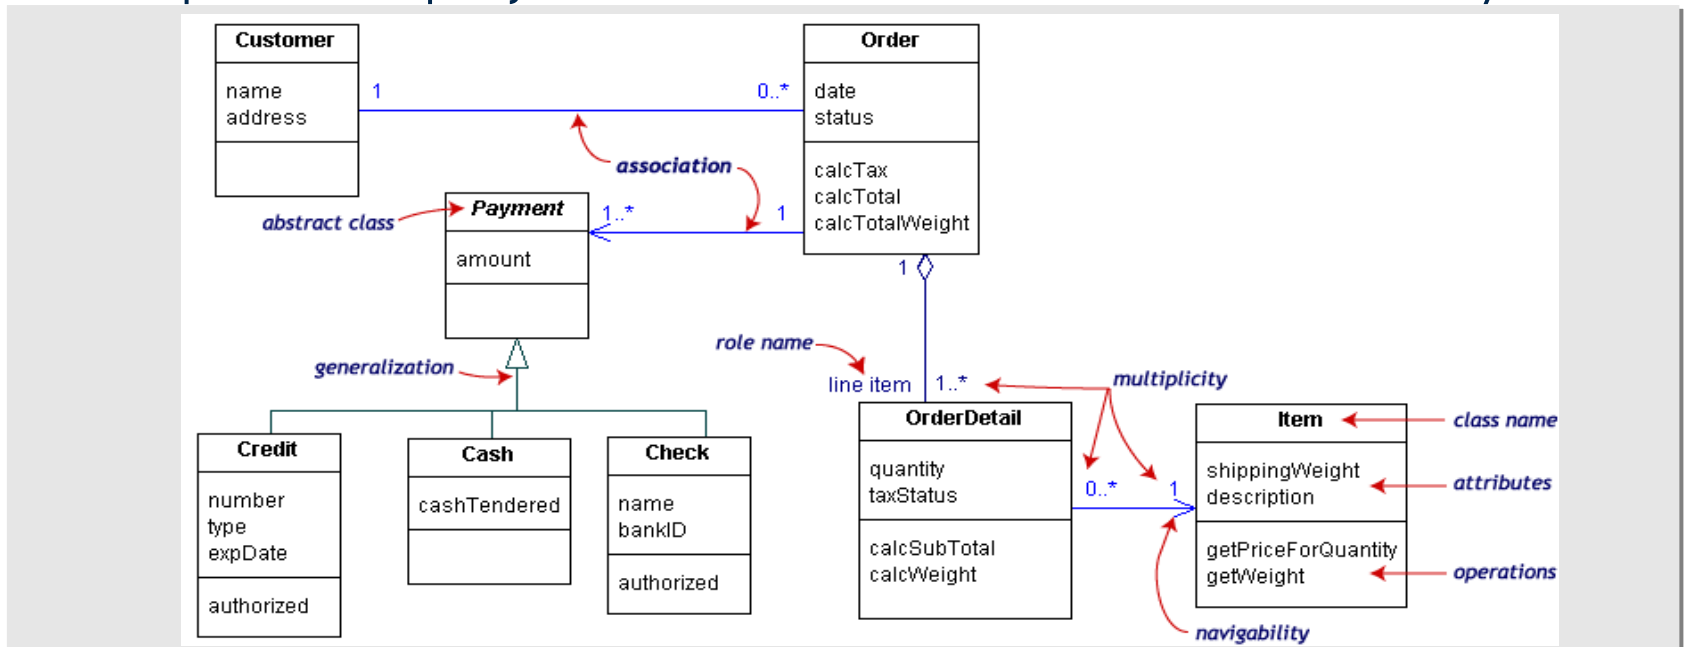 Customer
name
address
1
0..*
Order
date
status
calcTax
calcTotal
calcTotalWeight
association
abstract class
Payment
1..*
1
amount
1
generalization
role name
line item
1..*
multiplicity
Credit
number
type
expDate
authorized
Cash
cashTendered
Check
name
bankID
authorized
OrderDetail
quantity
taxStatus
calcSubTotal
calcWeight
0..*
1
Item
shippingWeight
description
getPriceForQuantity
getWeight
class name
attributes
operations
navigability